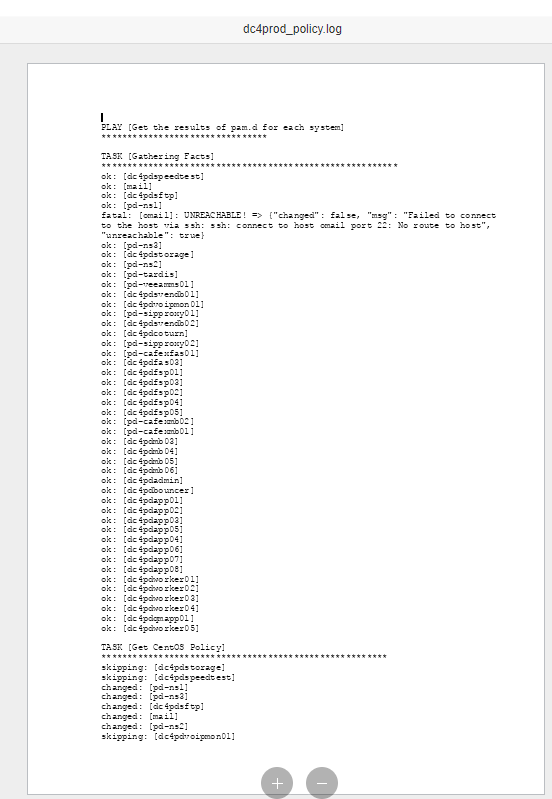 dc4prod_policy.log
PLAY [Get the results of pam.d for each system]
********************************
TASK [Gathering Facts]
*********************************************************
ok: [dc4pdspeedtest]
ok: [mail]
ok: [dc4pdsftp]
ok: [pd-ns1]
fatal: [omail]: UNREACHABLE! => {"changed": false, "msg": "Failed to connect
to the host via ssh: ssh: connect to host omail port 22: No route to host",
"unreachable": true}
ok: [pd-ns3]
ok: [dc4pdstorage]
ok: [pd-ns2]
ok: [pd-tardis]
ok: [pd-veeamms01]
ok: [dc4pdsvendb01]
ok: [dc4pdvoipmon01]
ok: [pd-sipproxy01]
ok: [dc4pdsvendb02]
ok: [dc4pdcoturn]
ok: [pd-sipproxy02]
ok: [pd-cafexfas01]
ok: [dc4pdfas03]
ok: [dc4pdfsp01]
ok: [dc4pdfsp03]
ok: [dc4pdfsp02]
ok: [dc4pdfsp04]
ok: [dc4pdfsp05]
ok: [pd-cafexmb02]
ok: [pd-cafexmb01]
ok: [dc4pdmb03]
ok: [dc4pdmb04]
ok: [dc4pdmb05]
ok: [dc4pdmb06]
ok: [dc4pdadmin]
ok: [dc4pdbouncer]
ok: [dc4pdapp01]
ok: [dc4pdapp02]
ok: [dc4pdapp03]
ok: [dc4pdapp05]
ok: [dc4pdapp04]
ok: [dc4pdapp06]
ok: [dc4pdapp07]
ok: [dc4pdapp08]
ok: [dc4pdworker01]
ok: [dc4pdworker02]
ok: [dc4pdworker03]
ok: [dc4pdworker04]
ok: [dc4pdqmapp01]
ok: [dc4pdworker05]
TASK [Get CentOS Policy]
*******************************************************
skipping: [dc4pdstorage]
skipping: [dc4pdspeedtest]
changed: [pd-ns1]
changed: [pd-ns3]
changed: [dc4pdsftp]
changed: [mail]
changed: [pd-ns2]
skipping: [dc4pdvoipmon01]